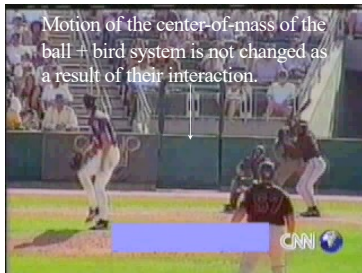 Motion of the center-of-mass of the
ball + bird system is not changed as
a result of their interaction.
57
CNN